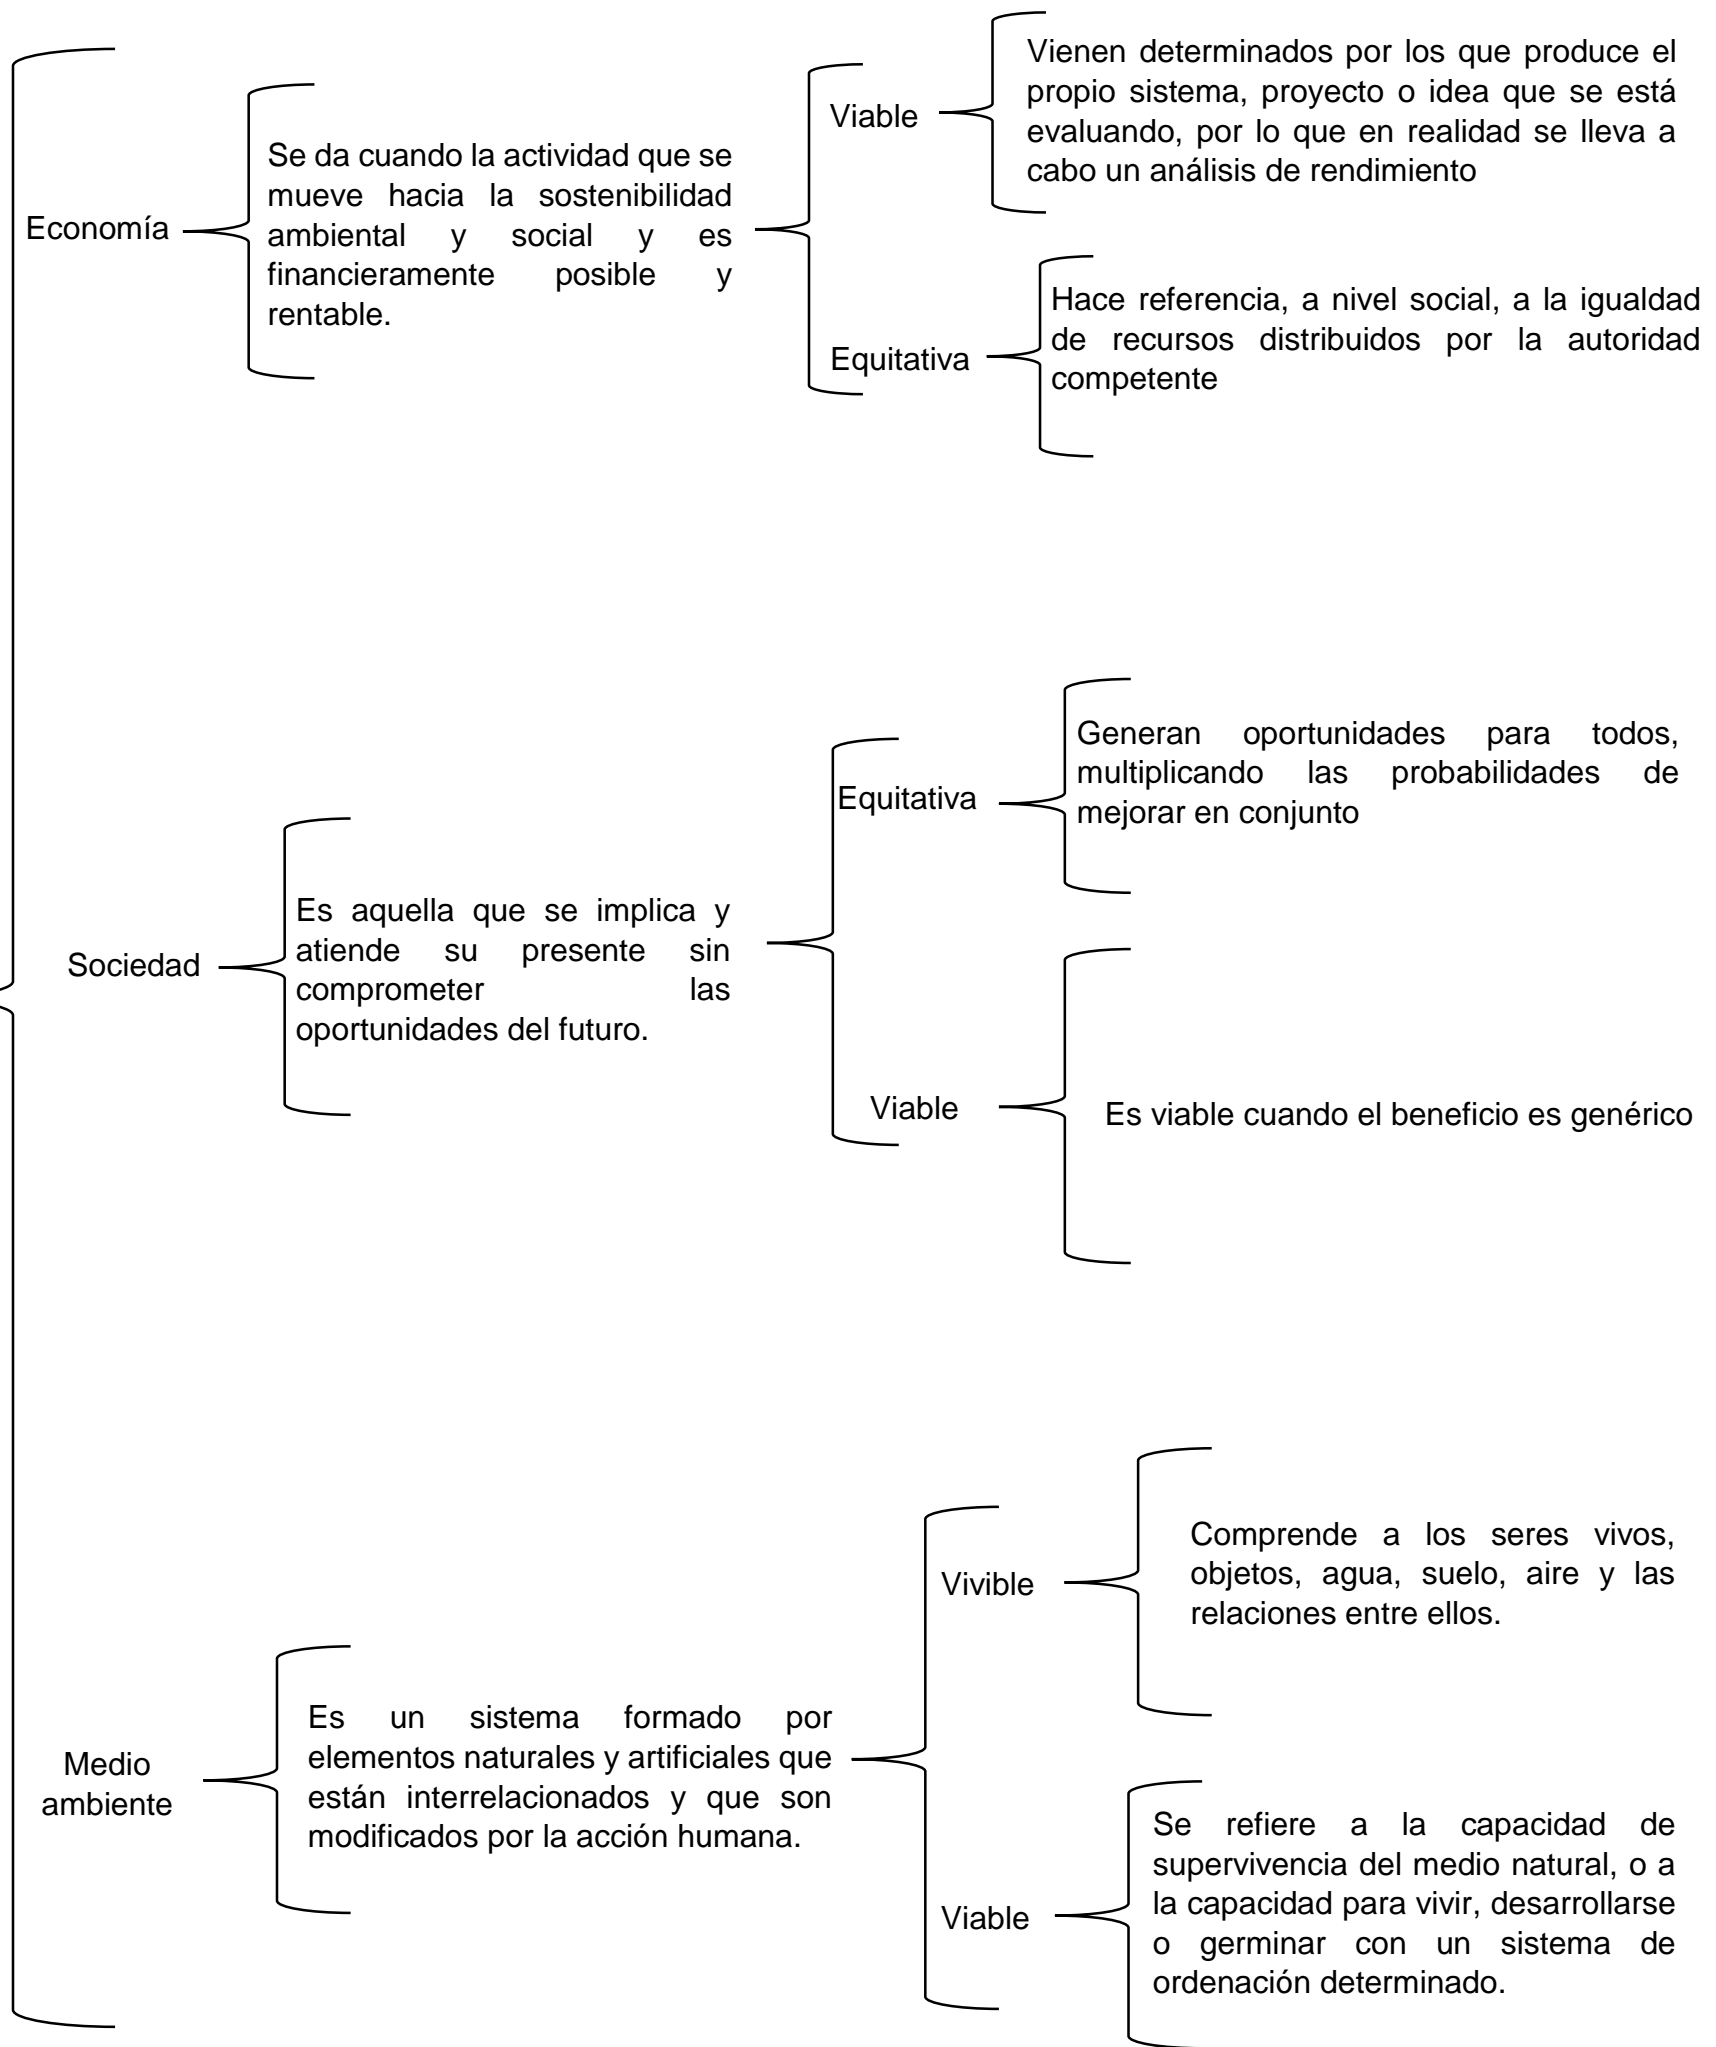 Economía
Se da cuando la actividad que se
mueve hacia la sostenibilidad
ambiental y social y es
financieramente posible y
rentable.
Viable
Vienen determinados por los que produce el
propio sistema, proyecto o idea que se está
evaluando, por lo que en realidad se lleva a
cabo un análisis de rendimiento
Equitativa
Hace referencia, a nivel social, a la igualdad
de recursos distribuidos por la autoridad
competente
Sociedad
Es aquella que se implica y
atiende su presente sin
comprometer las
oportunidades del futuro.
Equitativa
Generan oportunidades para todos,
multiplicando las probabilidades de
mejorar en conjunto
Viable
Es viable cuando el beneficio es genérico
Medio
ambiente
Es un sistema formado por
elementos naturales y artificiales que
están interrelacionados y que son
modificados por la acción humana.
Vivible
Comprende a los seres vivos,
objetos, agua, suelo, aire y las
relaciones entre ellos.
Viable
Se refiere a la capacidad de
supervivencia del medio natural, o a
la capacidad para vivir, desarrollarse
o germinar con un sistema de
ordenación determinado.